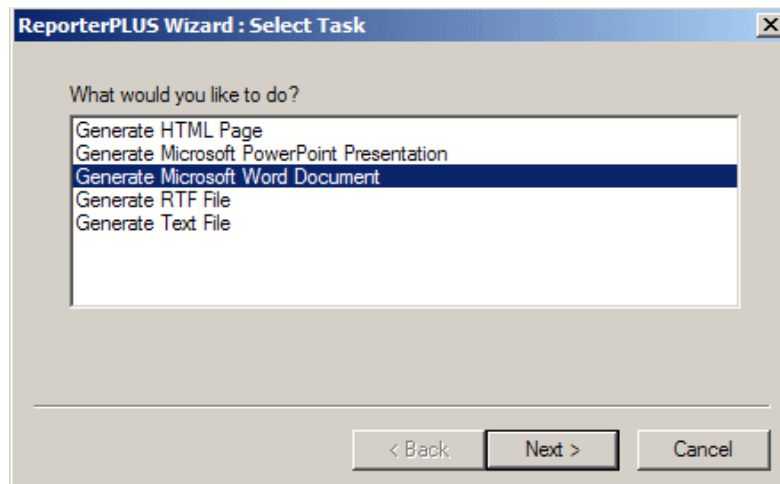 ReporterPLUS Wizard : Select Task
What would you like to do?
Generate HTML Page
Generate Microsoft PowerPoint Presentation
Generate Microsoft Word Document
Generate RTF File
Generate Text File
< Back Next > Cancel